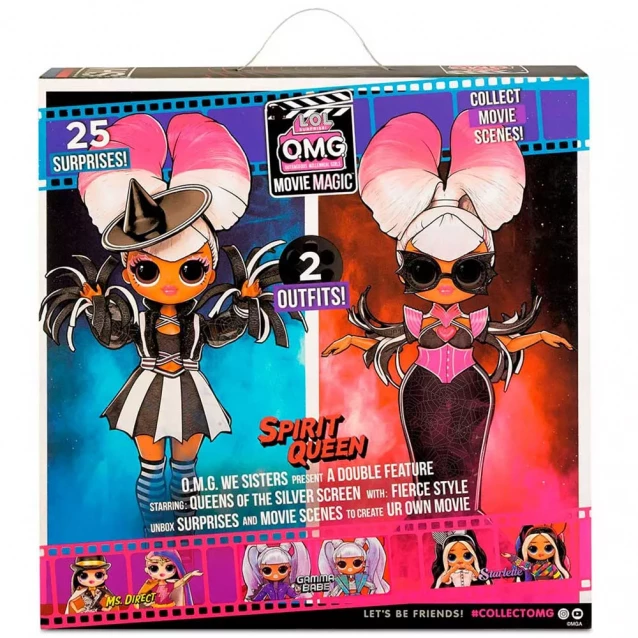 25
SURPRISES!
L.O.L.
SURPRISE!
O.M.G.
MOVIE MAGIC™
COLLECT
MOVIE
SCENES!
2
OUTFITS!
SPIRIT
QUEEN
O.M.G. WE SISTERS PRESENT A DOUBLE FEATURE
STARRING: QUEENS OF THE SILVER SCREEN WITH: FIERCE STYLE
UNBOX SURPRISES AND MOVIE SCENES TO CREATE UR OWN MOVIE
MS. DIRECT
GAMMA
BABE
Starlette
LET'S BE FRIENDS! #COLLECTOMG
©MGA